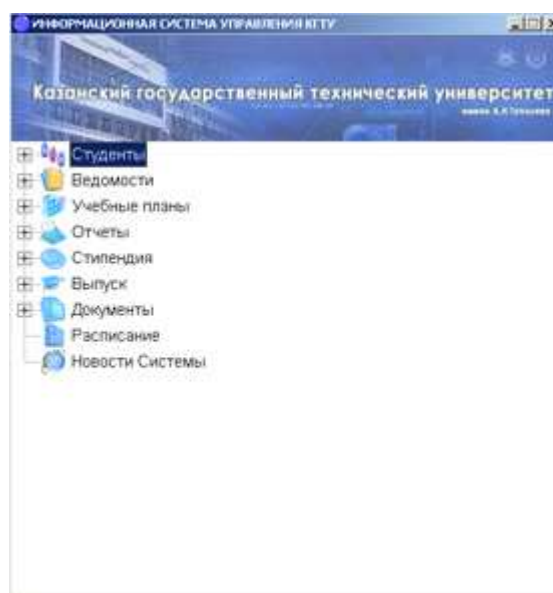 ИНФОРМАЦИОННАЯ СИСТЕМА УПРАВЛЕНИЯ КГТУ
Казанский государственный технический университет
Студенты
Ведомости
Учебные планы
Отчеты
Стипендия
Выпуск
Документы
Расписание
Новости Системы